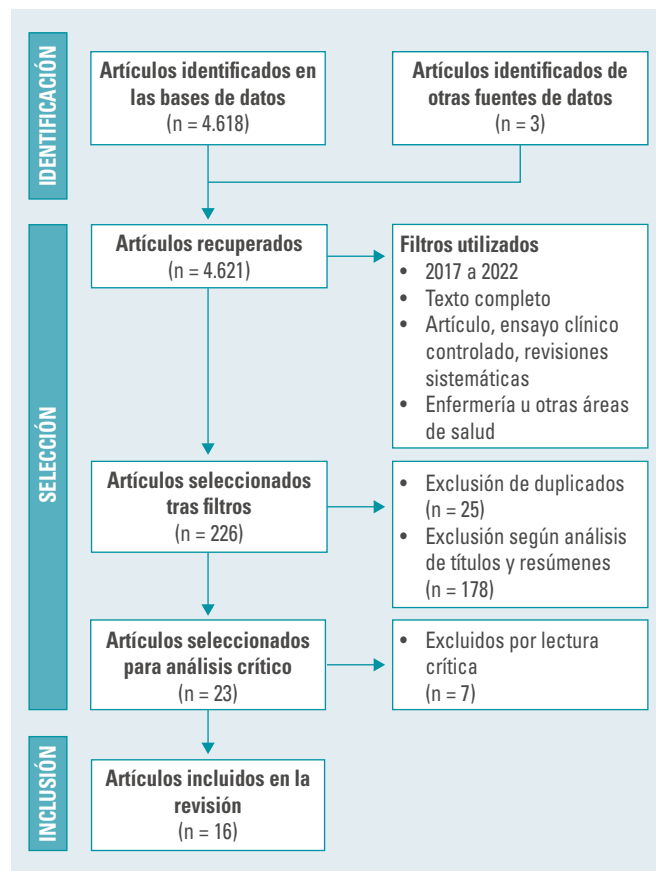 IDENTIFICACIÓN
Artículos identificados en
las bases de datos
(n = 4.618)
Artículos identificados de
otras fuentes de datos
(n = 3)
SELECCIÓN
Artículos recuperados
(n = 4.621)
Filtros utilizados
• 2017 a 2022
• Texto completo
• Artículo, ensayo clínico
controlado, revisiones
sistemáticas
• Enfermería u otras áreas
de salud
Artículos seleccionados
tras filtros
(n = 226)
• Exclusión de duplicados
(n = 25)
• Exclusión según análisis
de títulos y resúmenes
(n = 178)
Artículos seleccionados
para análisis crítico
(n = 23)
• Excluidos por lectura
crítica
(n = 7)
INCLUSIÓN
Artículos incluidos en la
revisión
(n = 16)